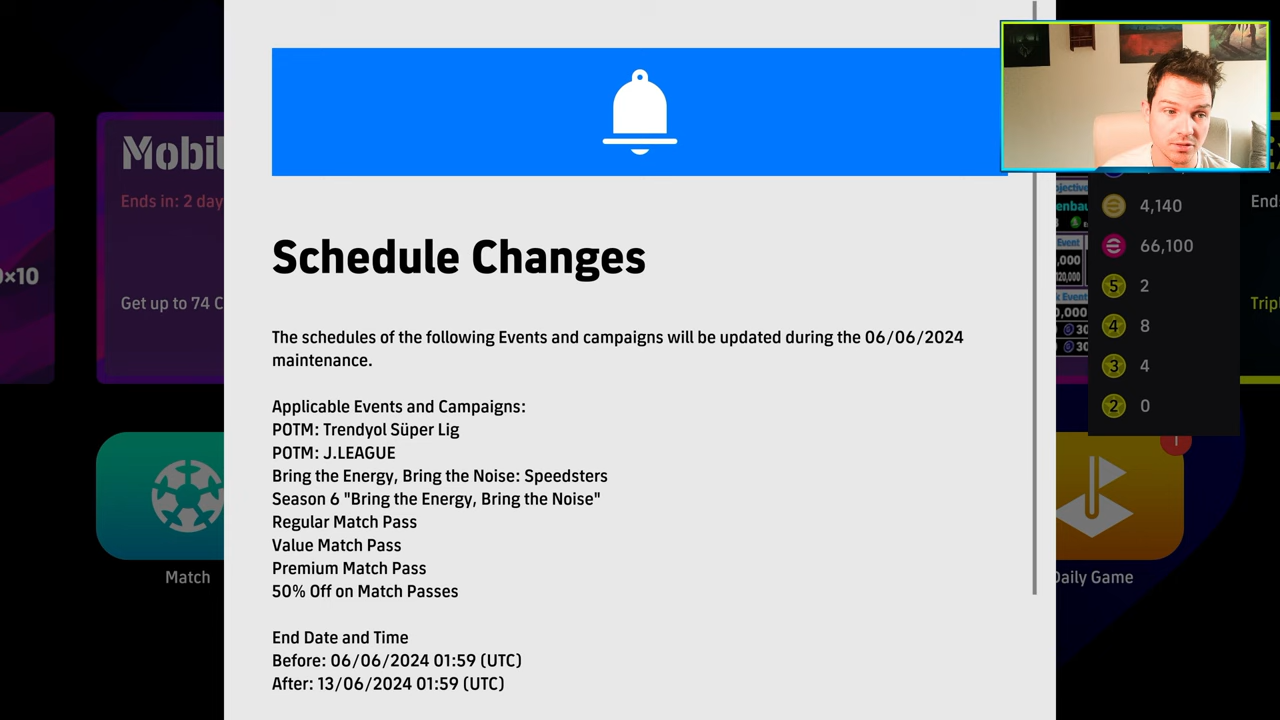 Schedule Changes
The schedules of the following Events and campaigns will be updated during the 06/06/2024
maintenance.
Applicable Events and Campaigns:
POTM: Trendyol Süper Lig
POTM: J.LEAGUE
Bring the Energy, Bring the Noise: Speedsters
Season 6 "Bring the Energy, Bring the Noise"
Regular Match Pass
Value Match Pass
Premium Match Pass
50% Off on Match Passes
End Date and Time
Before: 06/06/2024 01:59 (UTC)
After: 13/06/2024 01:59 (UTC)
×10
Mobil
Ends in: 2 day
Get up to 74 C
Match
4,140
66,100
5 2
4 8
3 4
2 0
Ends
Tripl
Event
Daily Game